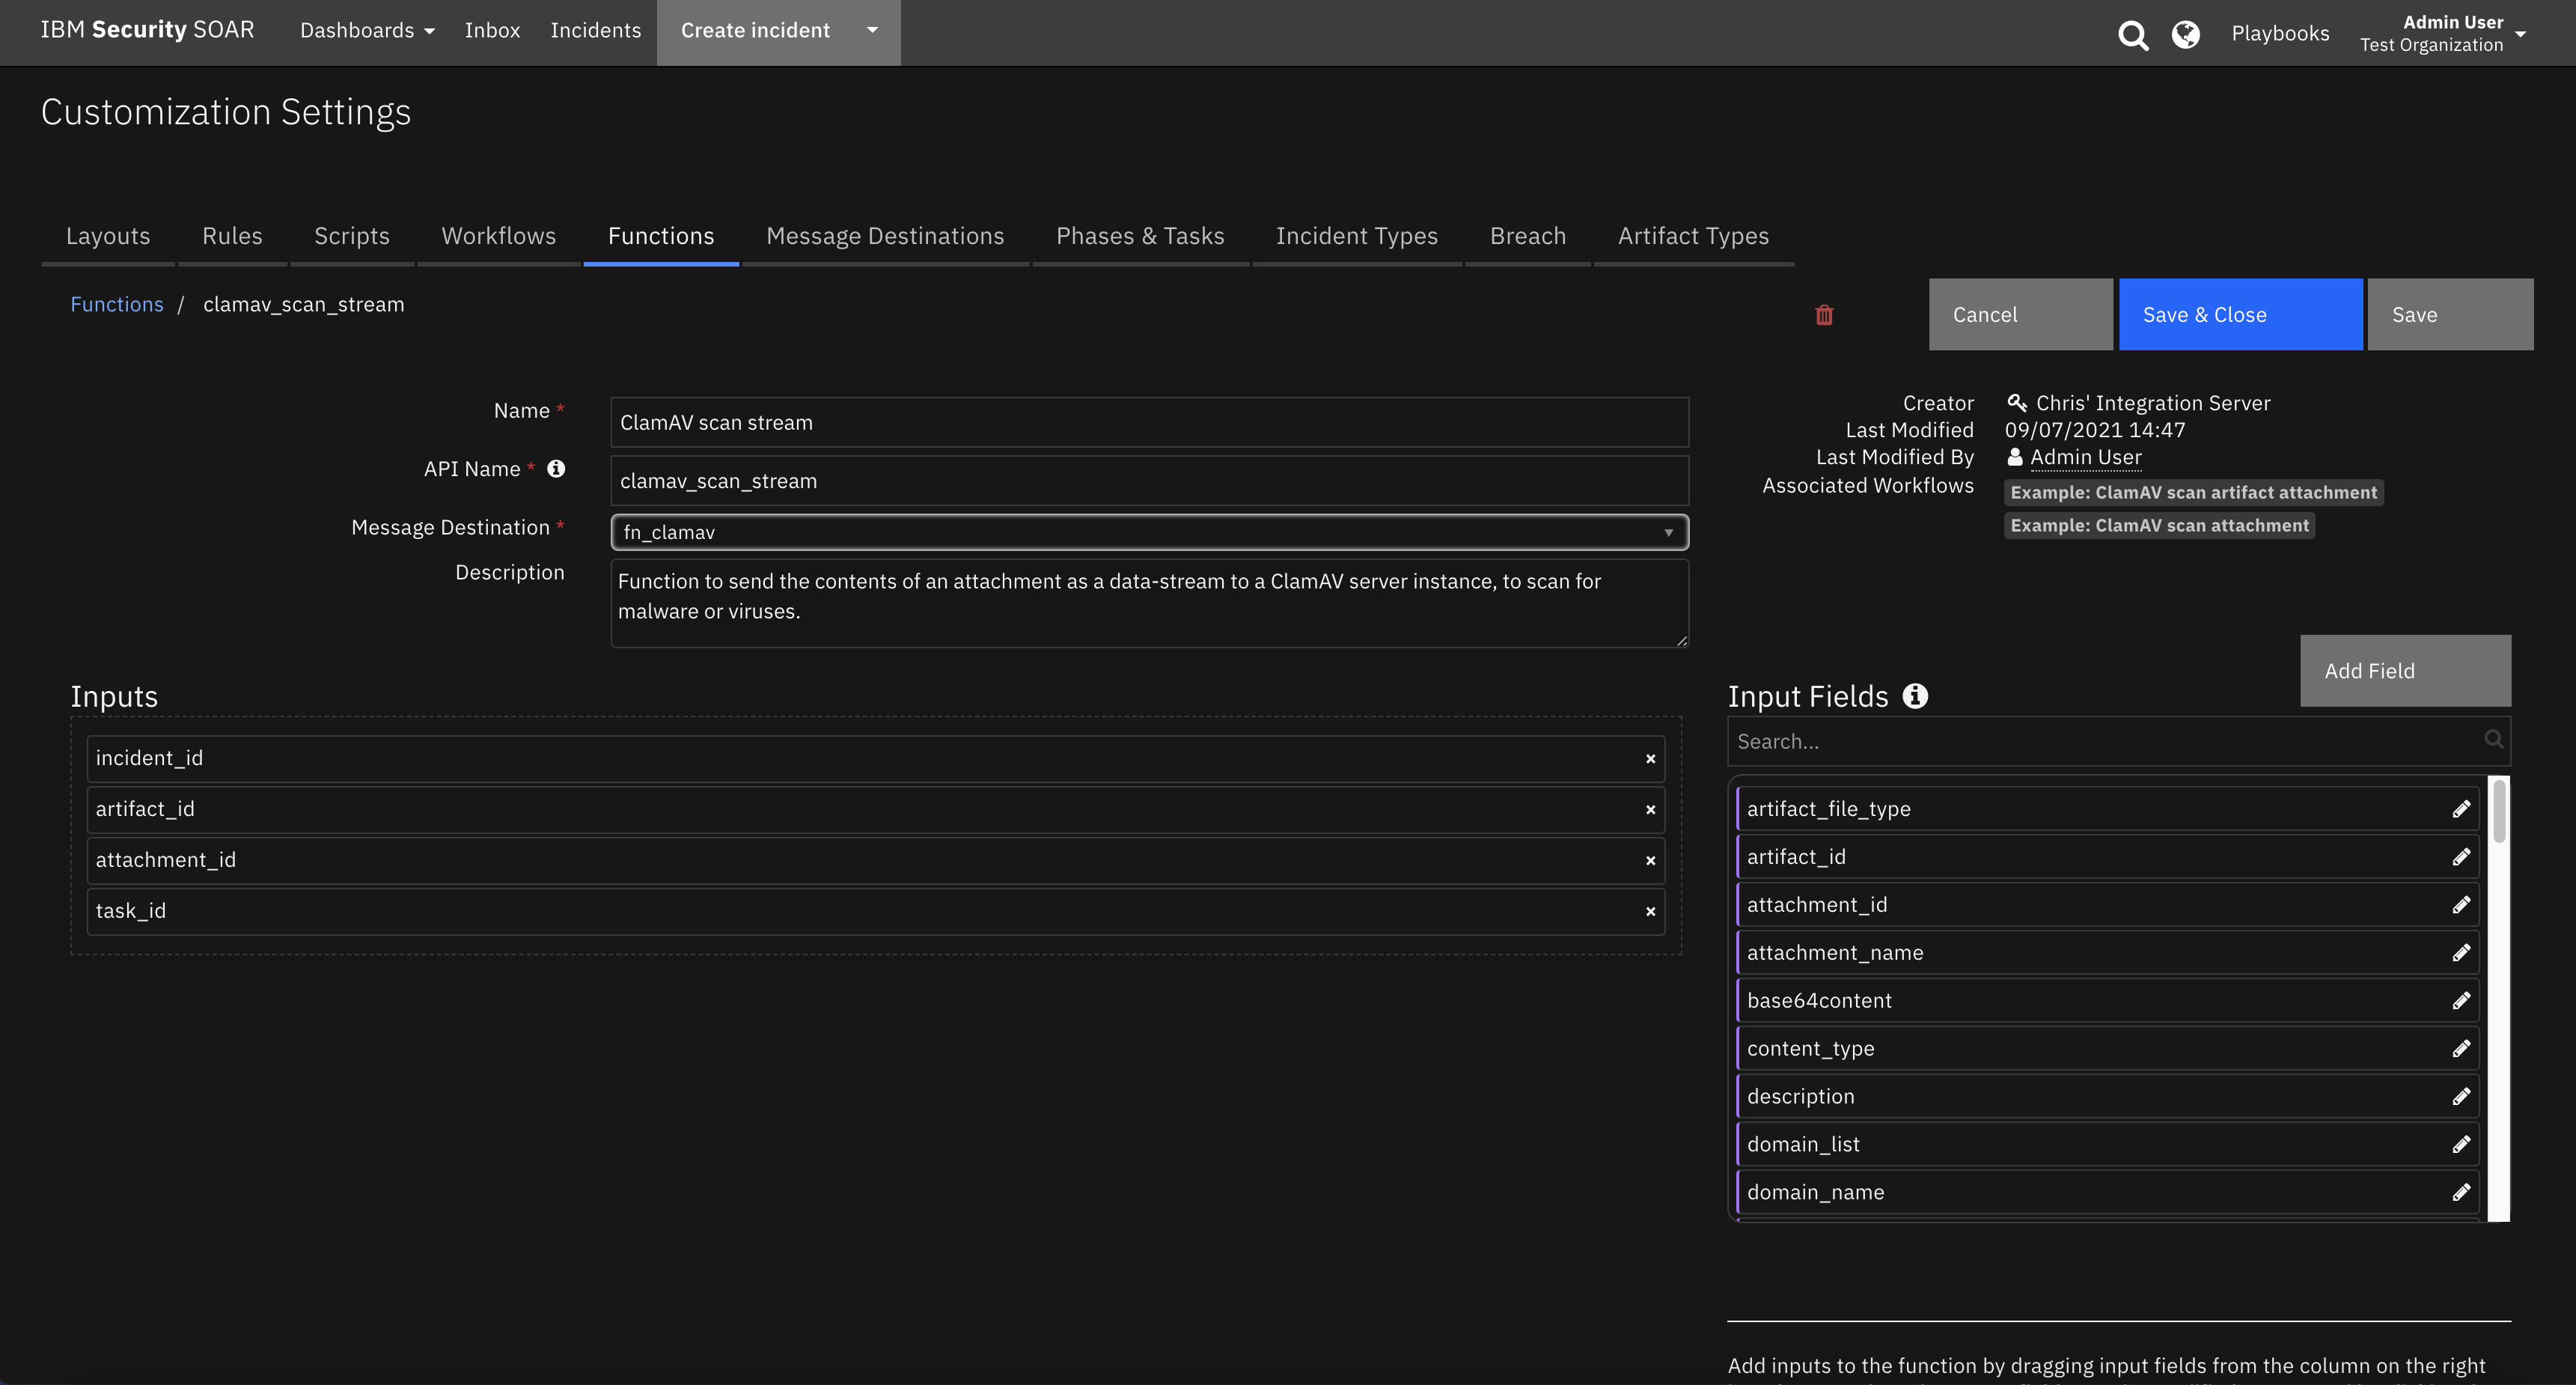 IBM Security SOAR Dashboards Inbox Incidents Create incident Playbooks Admin User
Test Organization
Customization Settings
Layouts Rules Scripts Workflows Functions Message Destinations Phases & Tasks Incident Types Breach Artifact Types
Functions / clamav_scan_stream
Cancel Save & Close Save
Name * ClamAV scan stream
API Name * clamav_scan_stream
Message Destination * fn_clamav
Description Function to send the contents of an attachment as a data-stream to a ClamAV server instance, to scan for
malware or viruses.
Creator Chris' Integration Server
Last Modified 09/07/2021 14:47
Last Modified By Admin User
Associated Workflows Example: ClamAV scan artifact attachment
Example: ClamAV scan attachment
Inputs
incident_id ×
artifact_id ×
attachment_id ×
task_id ×
Add Field
Input Fields
Search...
artifact_file_type
artifact_id
attachment_id
attachment_name
base64content
content_type
description
domain_list
domain_name
Add inputs to the function by dragging input fields from the column on the right